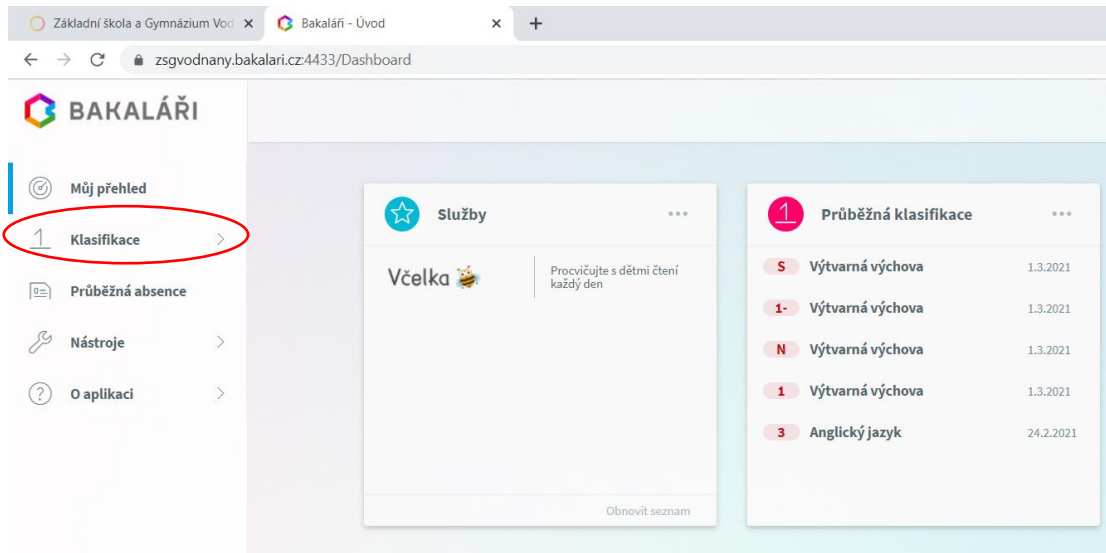 Základní škola a Gymnázium Vod
Bakaláři - Úvod
zsgvodnany.bakalari.cz:4433/Dashboard
BAKALÁŘI
Můj přehled
1 Klasifikace
Průběžná absence
Nástroje
? O aplikaci
Služby
Včelka
Procvičujte s dětmi čtení
každý den
Obnovit seznam
1 Průběžná klasifikace
S Výtvarná výchova 1.3.2021
1- Výtvarná výchova 1.3.2021
N Výtvarná výchova 1.3.2021
1 Výtvarná výchova 1.3.2021
3 Anglický jazyk 24.2.2021